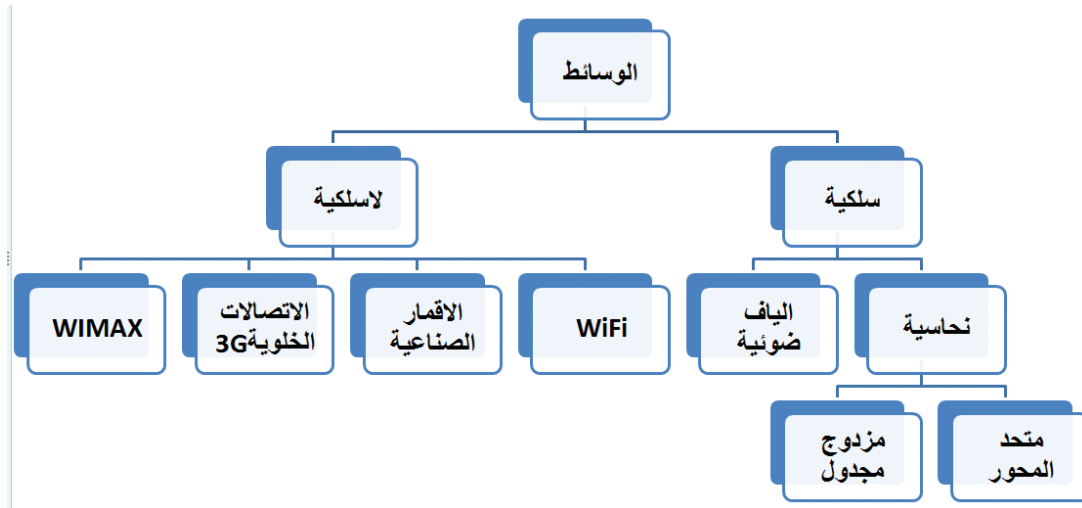 الوسائط
سلكية
لاسلكية
نحاسية
الياف
ضوئية
WiFi
الاقمار
الصناعية
الاتصالات
الخلوية3G
WIMAX
متحد
المحور
مزدوج
مجدول